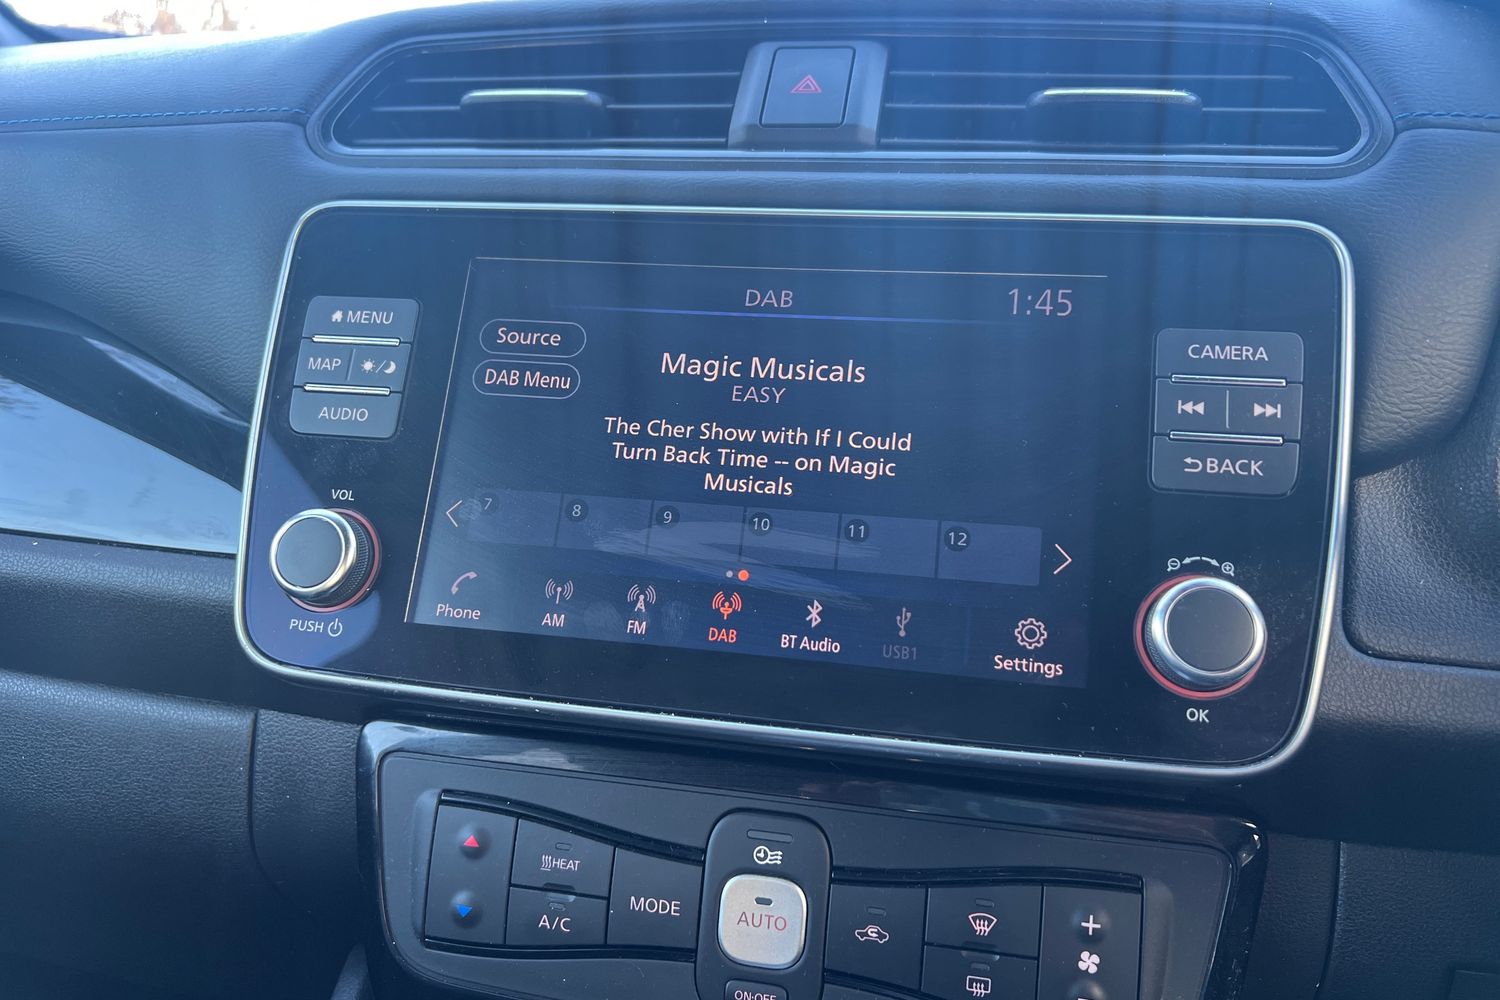 DAB
1:45
MENU
Source
CAMERA
MAP
DAB Menu
Magic Musicals
EASY
AUDIO
The Cher Show with If I Could
Turn Back Time -- on Magic
Musicals
BACK
VOL
7
8
9
10
11
12
Phone
AM
FM
DAB
BT Audio
USB1
Settings
PUSH
OK
HEAT
A/C
MODE
AUTO
ON·OFF